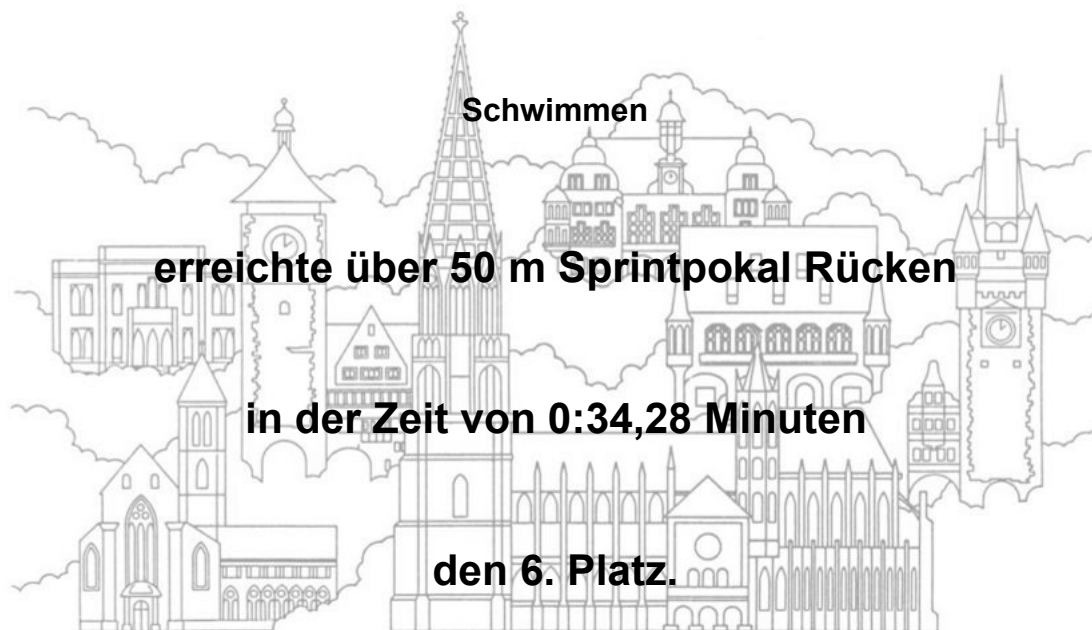 Schwimmen
erreichte über 50 m Sprintpokal Rücken
in der Zeit von 0:34,28 Minuten
den 6. Platz.